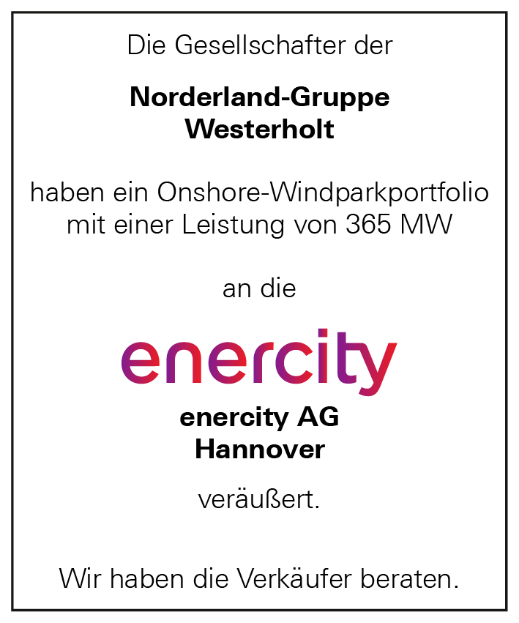 Die Gesellschafter der
Norderland-Gruppe
Westerholt
haben ein Onshore-Windparkportfolio
mit einer Leistung von 365 MW
an die
enercity
enercity AG
Hannover
veräußert.
Wir haben die Verkäufer beraten.